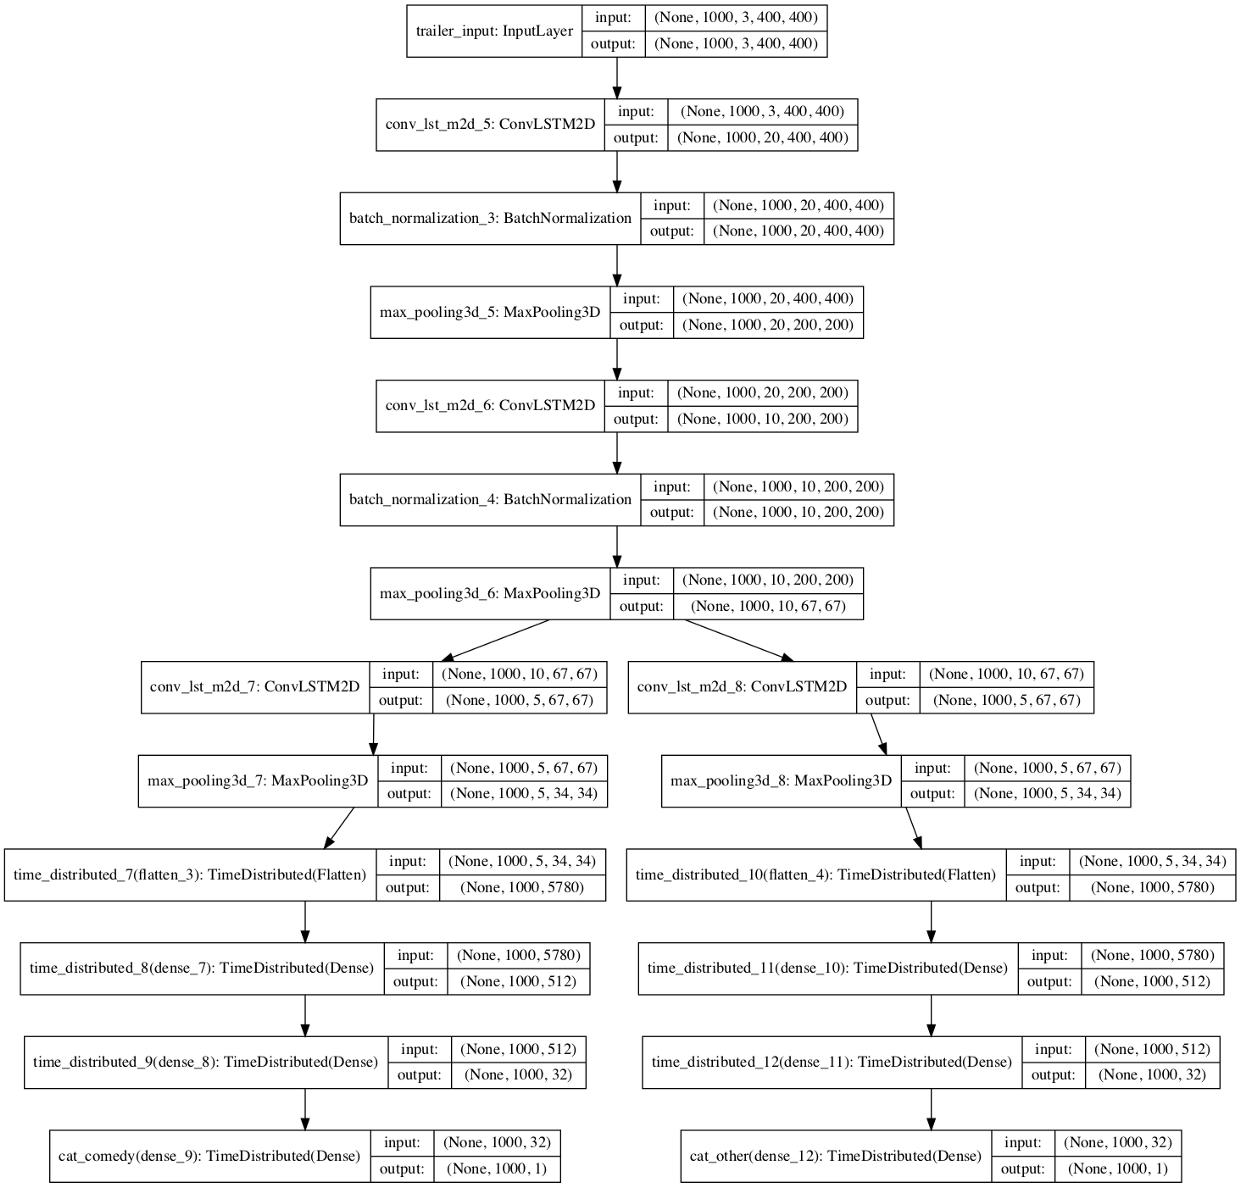 trailer_input: InputLayer
input: (None, 1000, 3, 400, 400)
output: (None, 1000, 3, 400, 400)
conv_lst_m2d_5: ConvLSTM2D
input: (None, 1000, 3, 400, 400)
output: (None, 1000, 20, 400, 400)
batch_normalization_3: BatchNormalization
input: (None, 1000, 20, 400, 400)
output: (None, 1000, 20, 400, 400)
max_pooling3d_5: MaxPooling3D
input: (None, 1000, 20, 400, 400)
output: (None, 1000, 20, 200, 200)
conv_lst_m2d_6: ConvLSTM2D
input: (None, 1000, 20, 200, 200)
output: (None, 1000, 10, 200, 200)
batch_normalization_4: BatchNormalization
input: (None, 1000, 10, 200, 200)
output: (None, 1000, 10, 200, 200)
max_pooling3d_6: MaxPooling3D
input: (None, 1000, 10, 200, 200)
output: (None, 1000, 10, 67, 67)
conv_lst_m2d_7: ConvLSTM2D
input: (None, 1000, 10, 67, 67)
output: (None, 1000, 5, 67, 67)
conv_lst_m2d_8: ConvLSTM2D
input: (None, 1000, 10, 67, 67)
output: (None, 1000, 5, 67, 67)
max_pooling3d_7: MaxPooling3D
input: (None, 1000, 5, 67, 67)
output: (None, 1000, 5, 34, 34)
max_pooling3d_8: MaxPooling3D
input: (None, 1000, 5, 67, 67)
output: (None, 1000, 5, 34, 34)
time_distributed_7(flatten_3): TimeDistributed(Flatten)
input: (None, 1000, 5, 34, 34)
output: (None, 1000, 5780)
time_distributed_10(flatten_4): TimeDistributed(Flatten)
input: (None, 1000, 5, 34, 34)
output: (None, 1000, 5780)
time_distributed_8(dense_7): TimeDistributed(Dense)
input: (None, 1000, 5780)
output: (None, 1000, 512)
time_distributed_11(dense_10): TimeDistributed(Dense)
input: (None, 1000, 5780)
output: (None, 1000, 512)
time_distributed_9(dense_8): TimeDistributed(Dense)
input: (None, 1000, 512)
output: (None, 1000, 32)
time_distributed_12(dense_11): TimeDistributed(Dense)
input: (None, 1000, 512)
output: (None, 1000, 32)
cat_comedy(dense_9): TimeDistributed(Dense)
input: (None, 1000, 32)
output: (None, 1000, 1)
cat_other(dense_12): TimeDistributed(Dense)
input: (None, 1000, 32)
output: (None, 1000, 1)